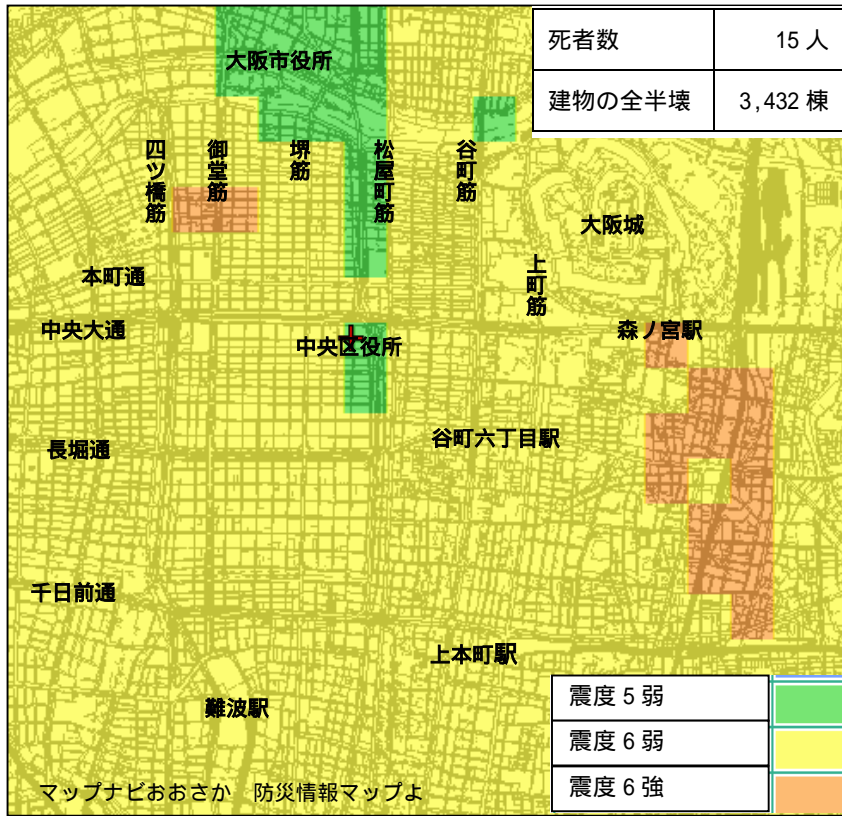 死者数 15 人
建物の全半壊 3,432 棟
大阪市役所
四ツ橋筋
御堂筋
堺筋
松屋町筋
谷町筋
大阪城
上町筋
本町通
中央大通
中央区役所
森ノ宮駅
長堀通
谷町六丁目駅
千日前通
上本町駅
難波駅
震度 5 弱
震度 6 弱
震度 6 強
マップナビおおさか 防災情報マップよ